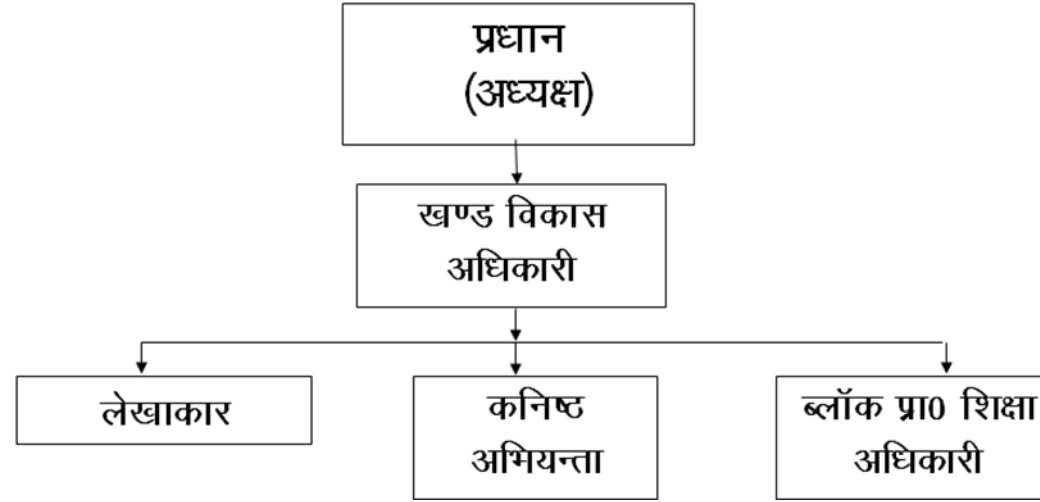 प्रधान
(अध्यक्ष)
खण्ड विकास
अधिकारी
लेखाकार
कनिष्ठ
अभियन्ता
ब्लॉक प्रा0 शिक्षा
अधिकारी